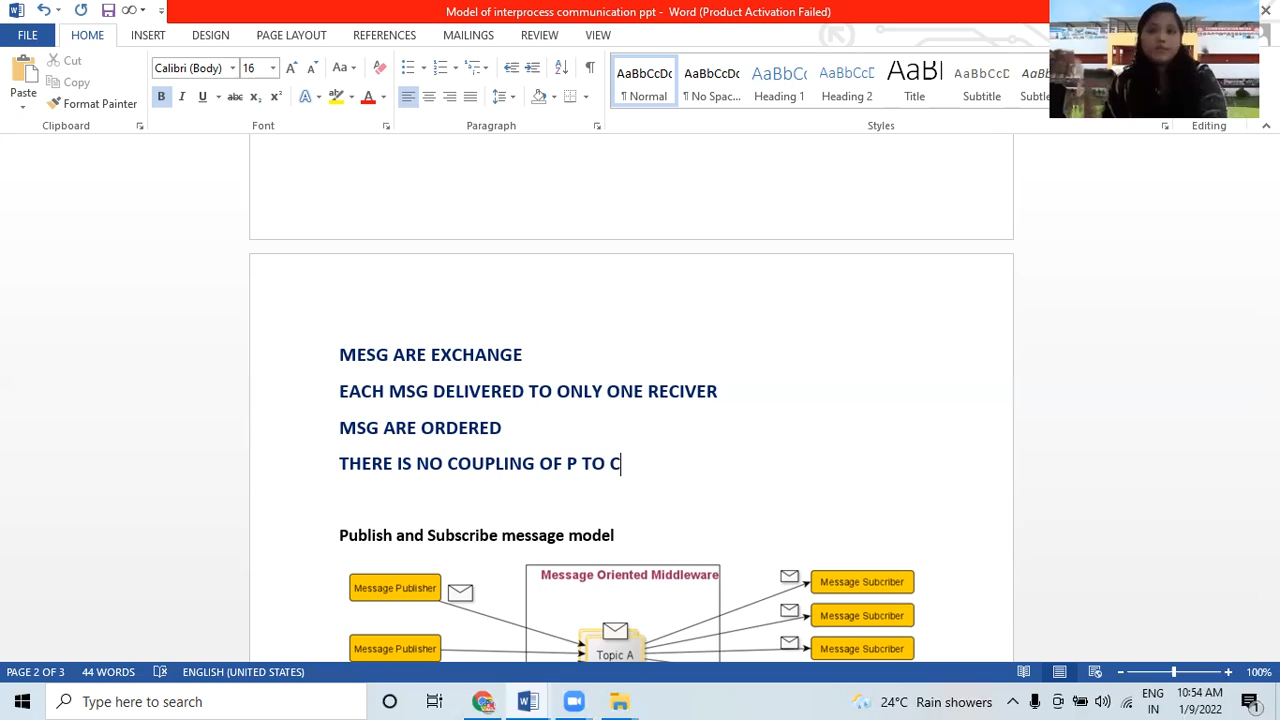 Model of interprocess communication ppt - Word (Product Activation Failed)
FILE HOME INSERT DESIGN PAGE LAYOUT REFERENCES MAILINGS REVIEW VIEW
Paste
Cut
Copy
Format Painter
Clipboard
Calibri (Body) 16
Font
Paragraph
AaBbCcDc AaBbCcDc AaBbCc AaBbCcD AaBl AaBbCcD
¶ Normal ¶ No Spac... Heading 1 Heading 2 Title Subtitle
Styles
Editing
MESG ARE EXCHANGE
EACH MSG DELIVERED TO ONLY ONE RECIVER
MSG ARE ORDERED
THERE IS NO COUPLING OF P TO C
Publish and Subscribe message model
Message Oriented Middleware
Message Publisher
Message Publisher
Topic A
Message Subcriber
Message Subcriber
Message Subcriber
PAGE 2 OF 3 44 WORDS ENGLISH (UNITED STATES) 100%
Type here to search
24°C Rain showers
ENG
IN
10:54 AM
1/9/2022